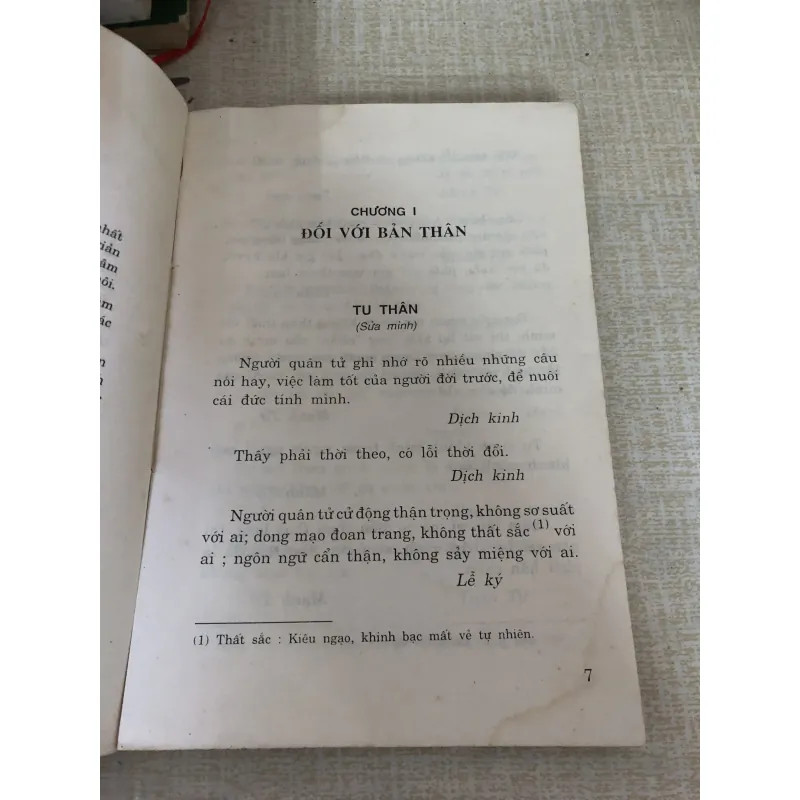 nhất
giản
âm
ôi.
CHƯƠNG I
ĐỐI VỚI BẢN THÂN
TU THÂN
(Sửa mình)
Người quân tử ghi nhớ rõ nhiều những câu
nói hay, việc làm tốt của người đời trước, để nuôi
cái đức tính mình.
Dịch kinh
Thấy phải thời theo, có lỗi thời đổi.
Dịch kinh
Người quân tử cử động thận trọng, không sơ suất
với ai; dong mạo đoan trang, không thất sắc (1) với
ai ; ngôn ngữ cẩn thận, không sảy miệng với ai.
Lễ ký
(1) Thất sắc : Kiêu ngạo, khinh bạc mất vẻ tự nhiên.
7